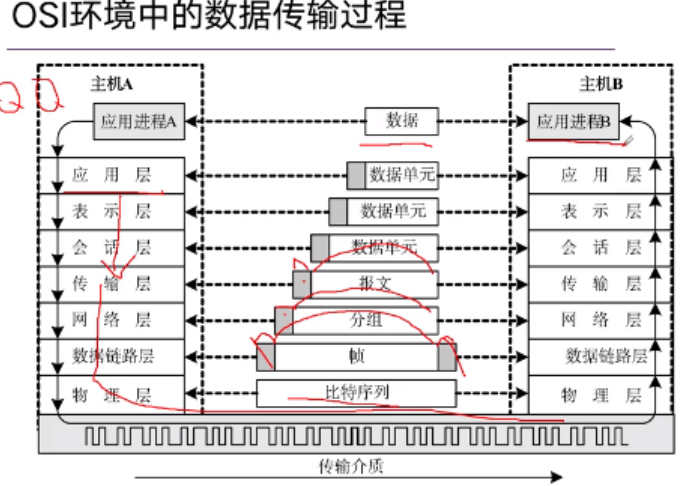 OSI环境中的数据传输过程
主机A
主机B
QQ
应用进程A
数据
应用进程B
应用层
数据单元
应用层
表示层
数据单元
表示层
会话层
数据单元
会话层
传输层
报文
传输层
网络层
分组
网络层
数据链路层
帧
数据链路层
物理层
比特序列
物理层
传输介质